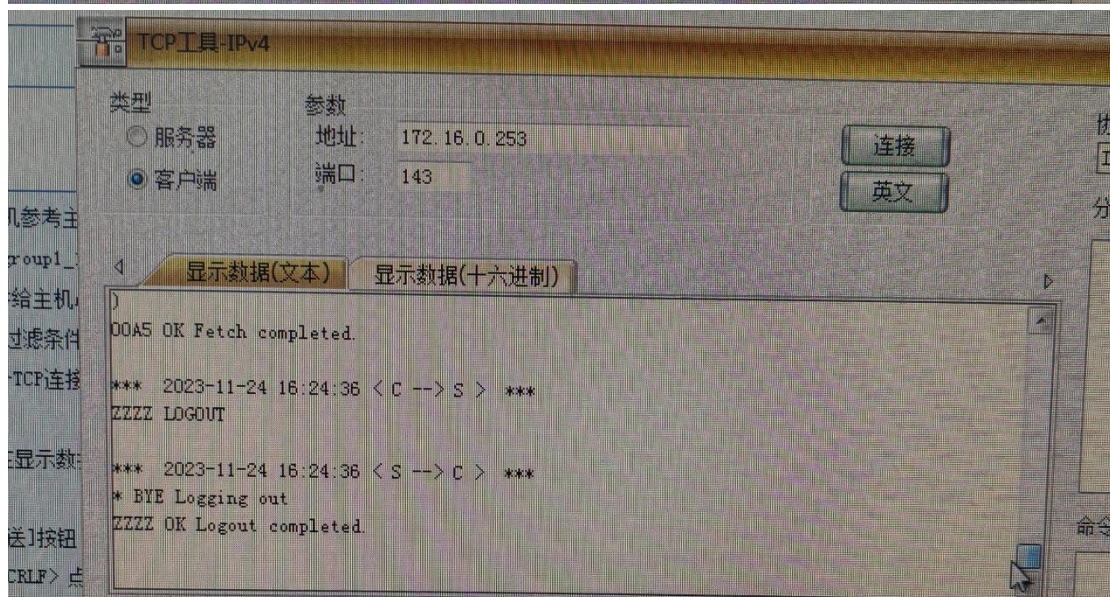 TCP工具-IPv4
类型
参数
服务器
地址: 172.16.0.253
连接
客户端
端口: 143
英文
机参考主
分
group1_
显示数据(文本)
显示数据(十六进制)
给主机
)
过滤条件
00A5 OK Fetch completed.
-TCP连接
*** 2023-11-24 16:24:36 < C --> S > ***
ZZZZ LOGOUT
显示数
*** 2023-11-24 16:24:36 < S --> C > ***
* BYE Logging out
ZZZZ OK Logout completed.
送]按钮
命令
CRLF> 点